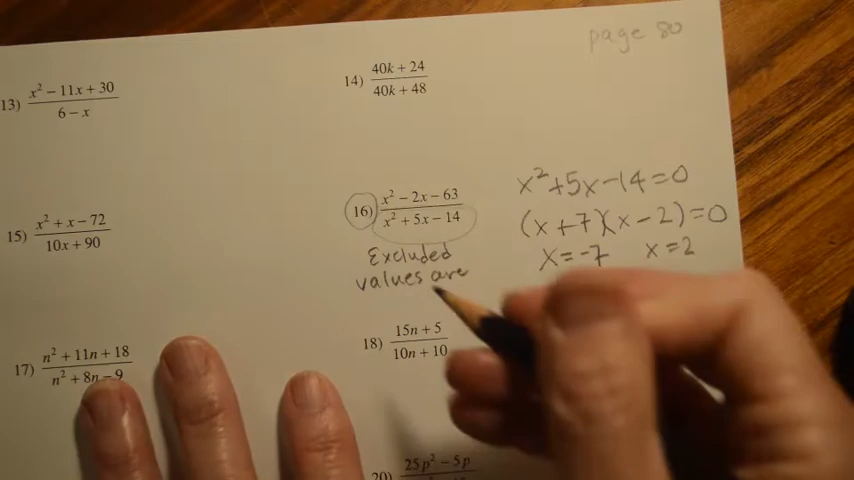 page 80
13) x² − 11x + 30 / 6 − x
14) 40k + 24 / 40k + 48
15) x² + x − 72 / 10x + 90
16) x² − 2x − 63 / x² + 5x − 14
Excluded
values are
x²+5x−14=0
(x+7)(x−2)=0
x=−7 x=2
17) n² + 11n + 18 / n² + 8n − 9
18) 15n + 5 / 10n + 10
20) 25p² − 5p